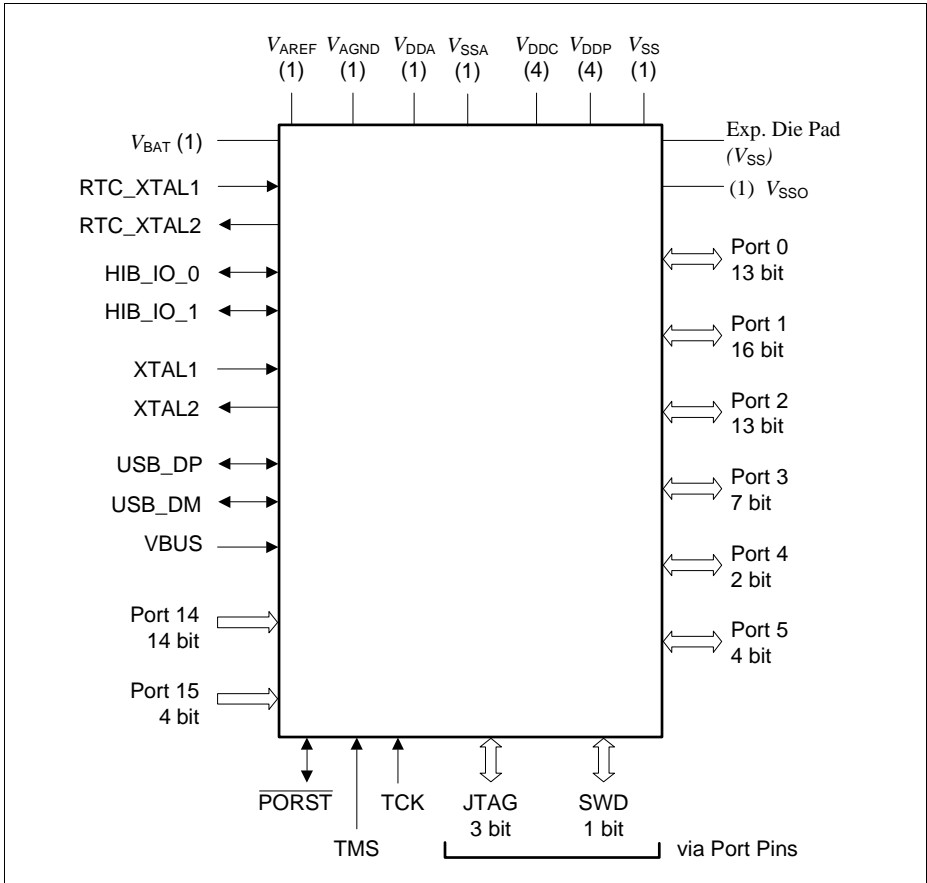 VAREF VAGND VDDA VSSA VDDC VDDP VSS
(1) (1) (1) (1) (4) (4) (1)
VBAT (1)
RTC_XTAL1
RTC_XTAL2
HIB_IO_0
HIB_IO_1
XTAL1
XTAL2
USB_DP
USB_DM
VBUS
Port 14
14 bit
Port 15
4 bit
Exp. Die Pad
(VSS)
(1) VSSO
Port 0
13 bit
Port 1
16 bit
Port 2
13 bit
Port 3
7 bit
Port 4
2 bit
Port 5
4 bit
PORST TCK JTAG SWD
3 bit 1 bit
TMS via Port Pins